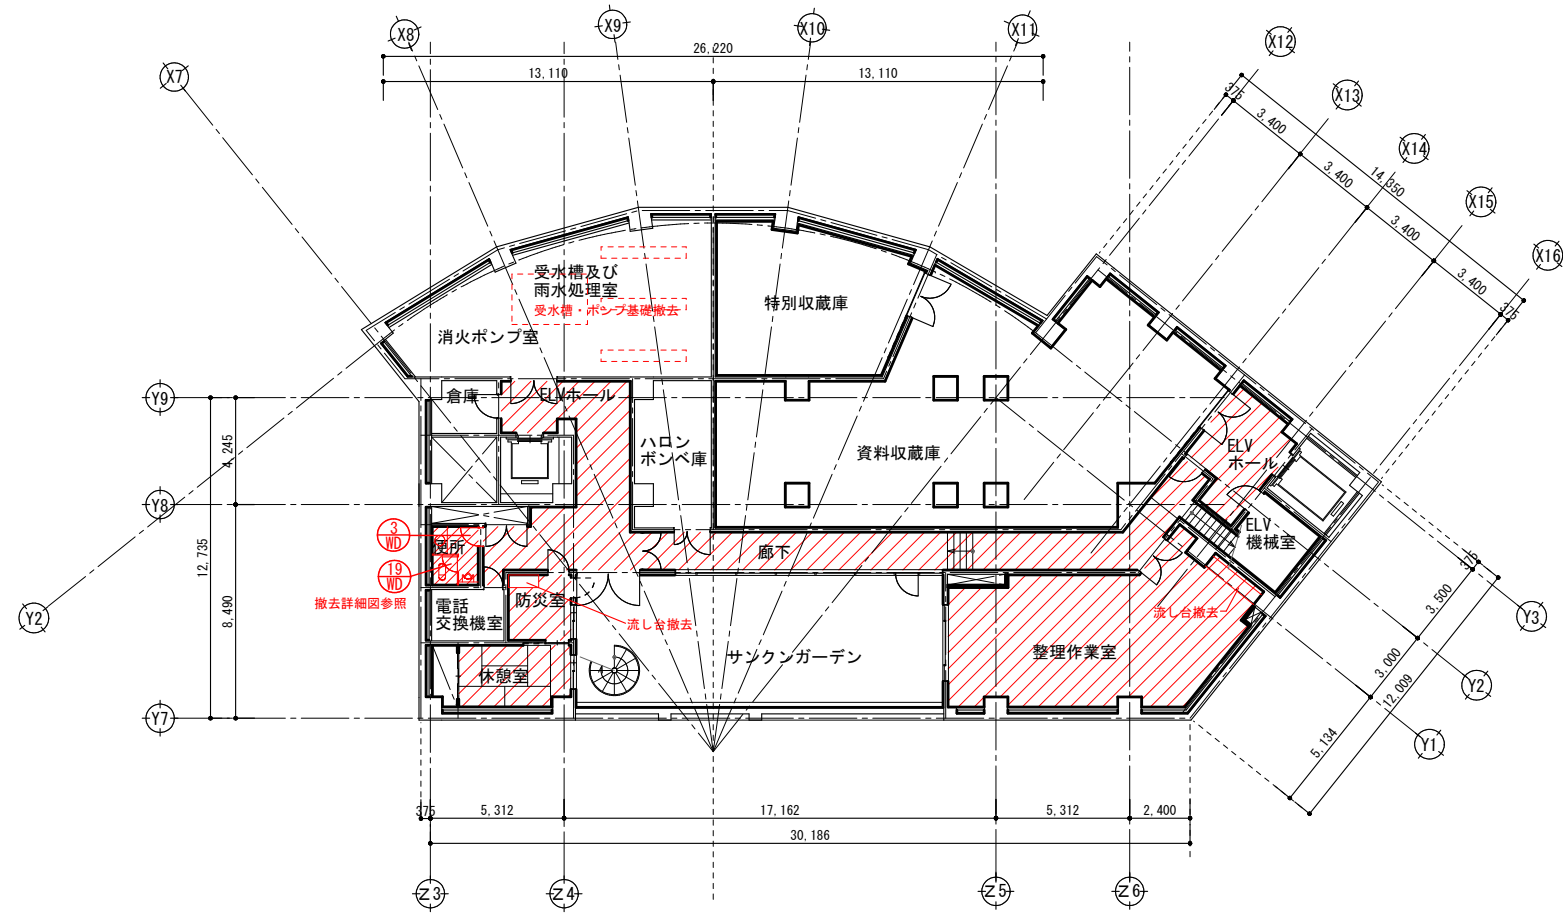 X8
X9
X10
X11
X12
X7
26,220
13,110
13,110
X13
375
3,400
X14
3,400
14,350
X15
3,400
X16
3,400
375
受水槽及び
雨水処理室
受水槽・ポンプ基礎撤去
特別収蔵庫
消火ポンプ室
倉庫
ELVホール
Y9
ハロン
ボンベ庫
資料収蔵庫
ELV
ホール
4,245
Y8
3
WD
便所
廊下
ELV
機械室
12,735
19
WD
撤去詳細図参照
電話
交換機室
防災室
流し台撤去
流し台撤去
8,490
Y2
サンクンガーデン
整理作業室
休憩室
Y7
375
3,500
Y3
3,000
12,009
Y2
5,134
Y1
375
5,312
17,162
5,312
2,400
30,186
Z3
Z4
Z5
Z6